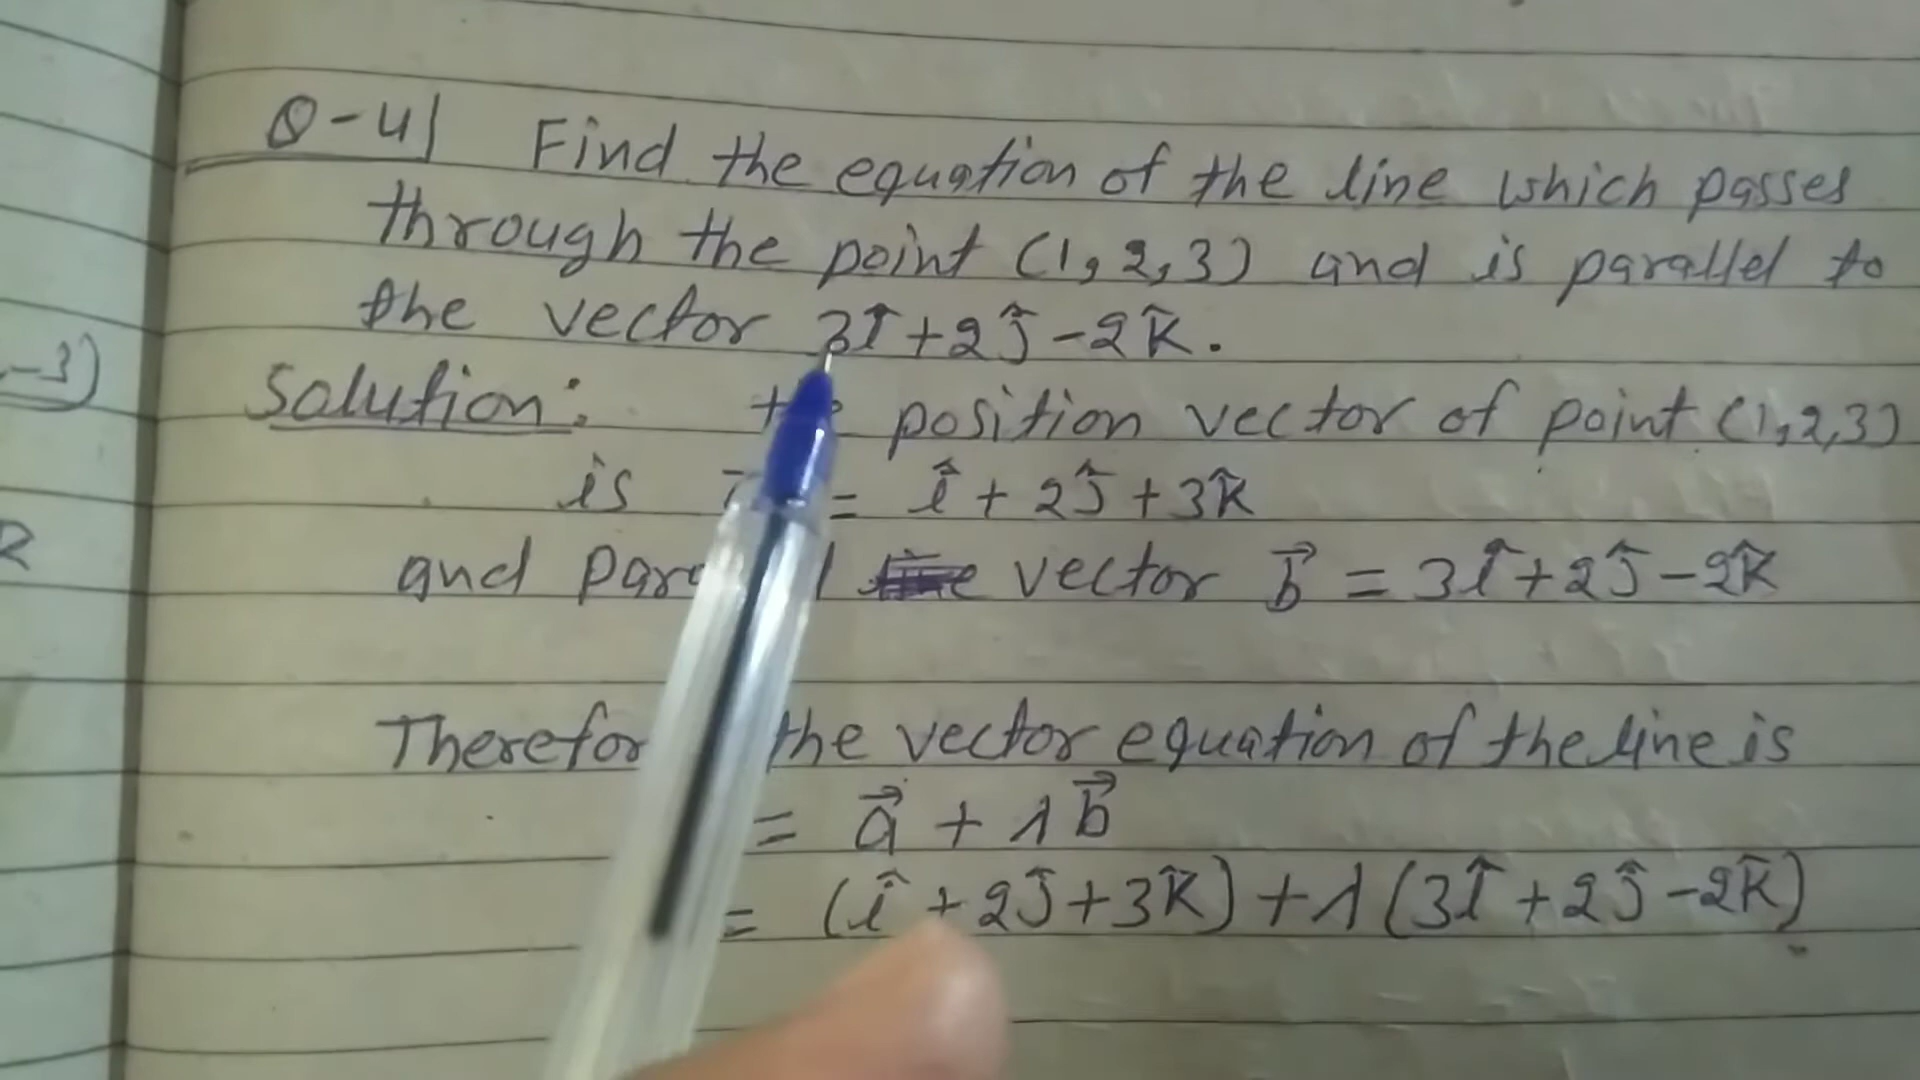 -3)
R
Q-4| Find the equation of the line which passes
through the point (1,2,3) and is parallel to
the vector 3î+2ĵ-2k̂.
Solution: position vector of point (1,2,3)
is = î+2ĵ+3k̂
and vector b⃗ = 3î+2ĵ-2k̂
the vector equation of the line is
= a⃗ + λb⃗
= (î+2ĵ+3k̂)+λ(3î+2ĵ-2k̂)